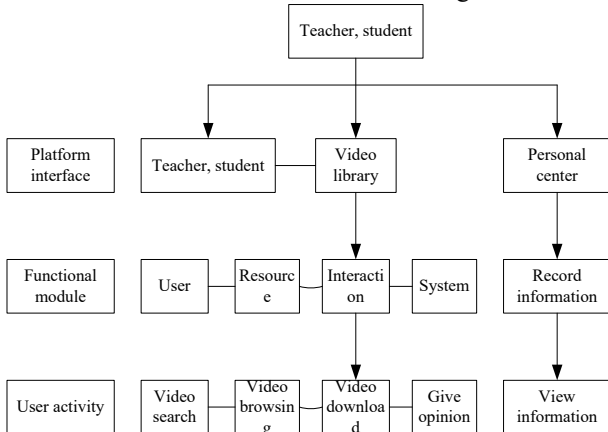 Teacher, student
Platform
interface
Teacher, student
Video
library
Personal
center
Functional
module
User
Resourc
e
Interacti
on
System
Record
information
User activity
Video
search
Video
browsin
g
Video
downloa
d
Give
opinion
View
information